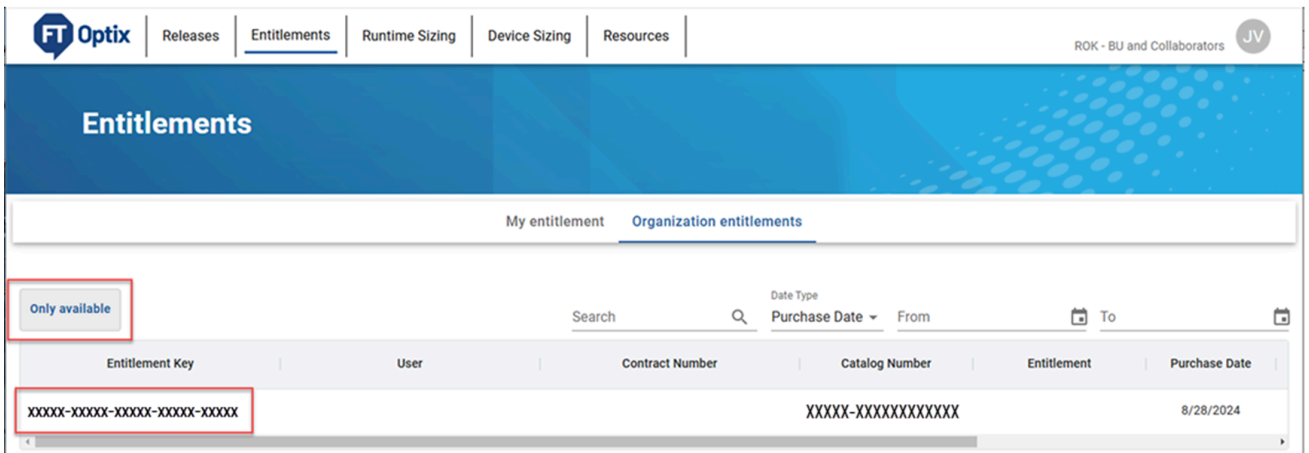 FT Optix Releases Entitlements Runtime Sizing Device Sizing Resources ROK - BU and Collaborators JV
Entitlements
My entitlement Organization entitlements
Only available
Search
Date Type
Purchase Date
From
To
Entitlement Key User Contract Number Catalog Number Entitlement Purchase Date
XXXXX-XXXXX-XXXXX-XXXXX-XXXXX XXXXX-XXXXXXXXXXXX 8/28/2024